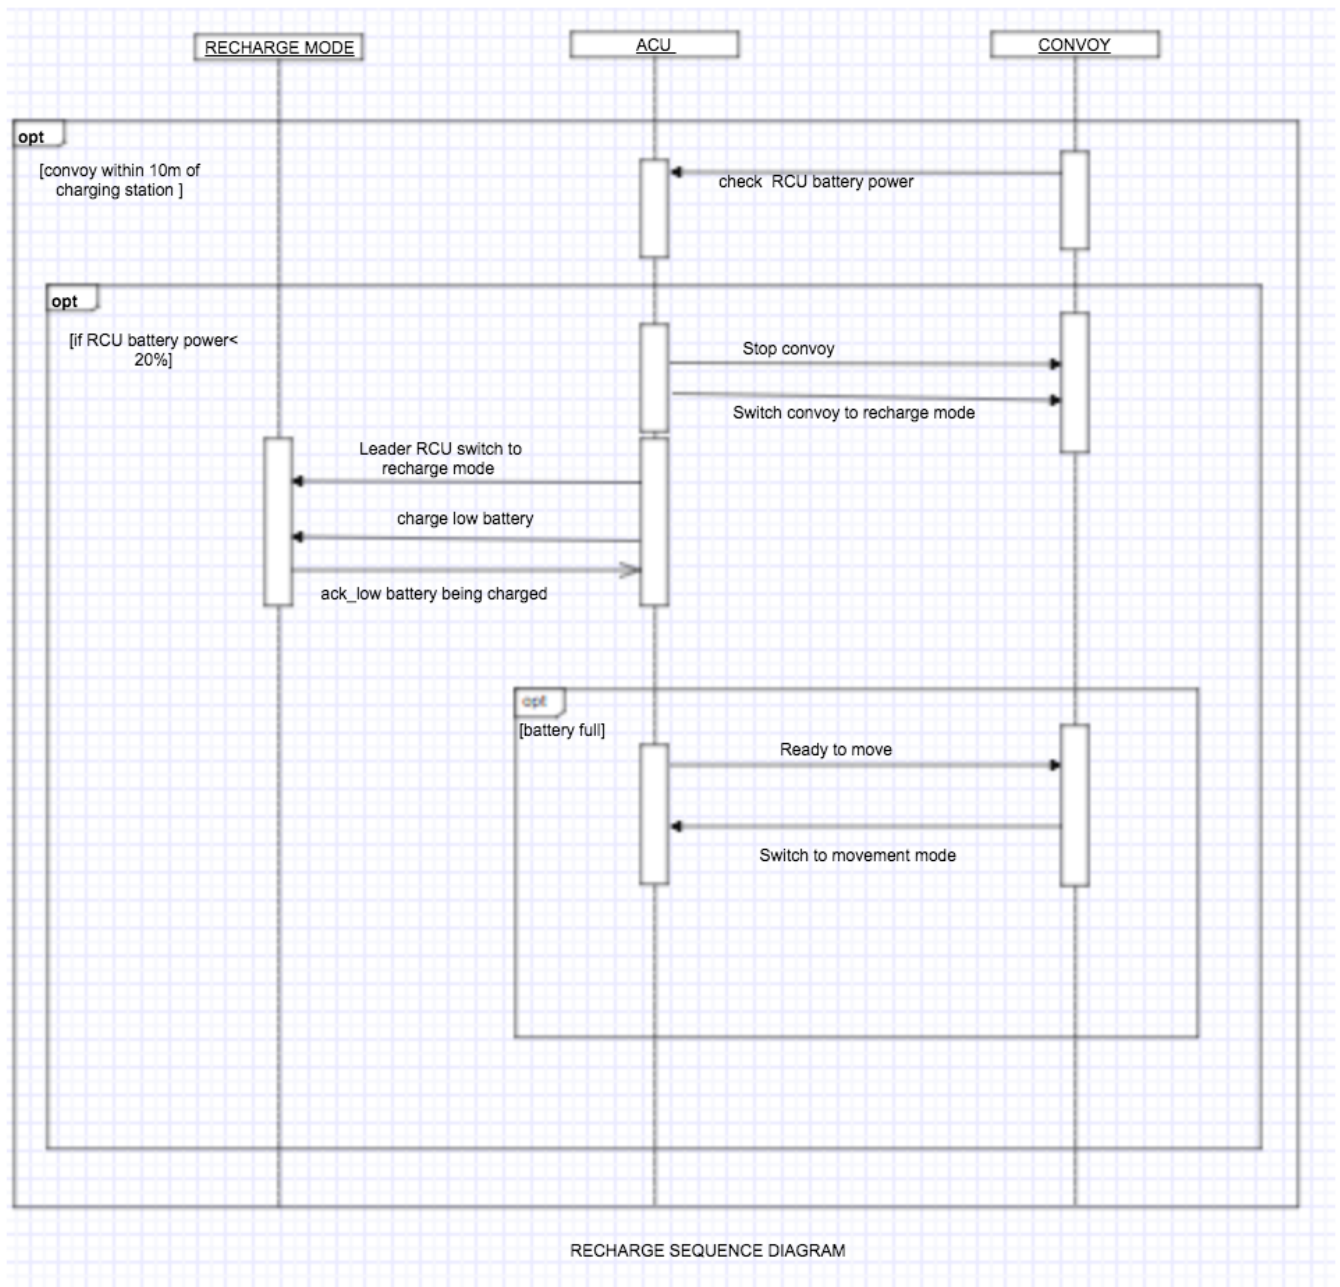 RECHARGE MODE
ACU
CONVOY
opt
[convoy within 10m of
charging station ]
check  RCU battery power
opt
[if RCU battery power<
20%]
Stop convoy
Switch convoy to recharge mode
Leader RCU switch to
recharge mode
charge low battery
ack_low battery being charged
opt
[battery full]
Ready to move
Switch to movement mode
RECHARGE SEQUENCE DIAGRAM